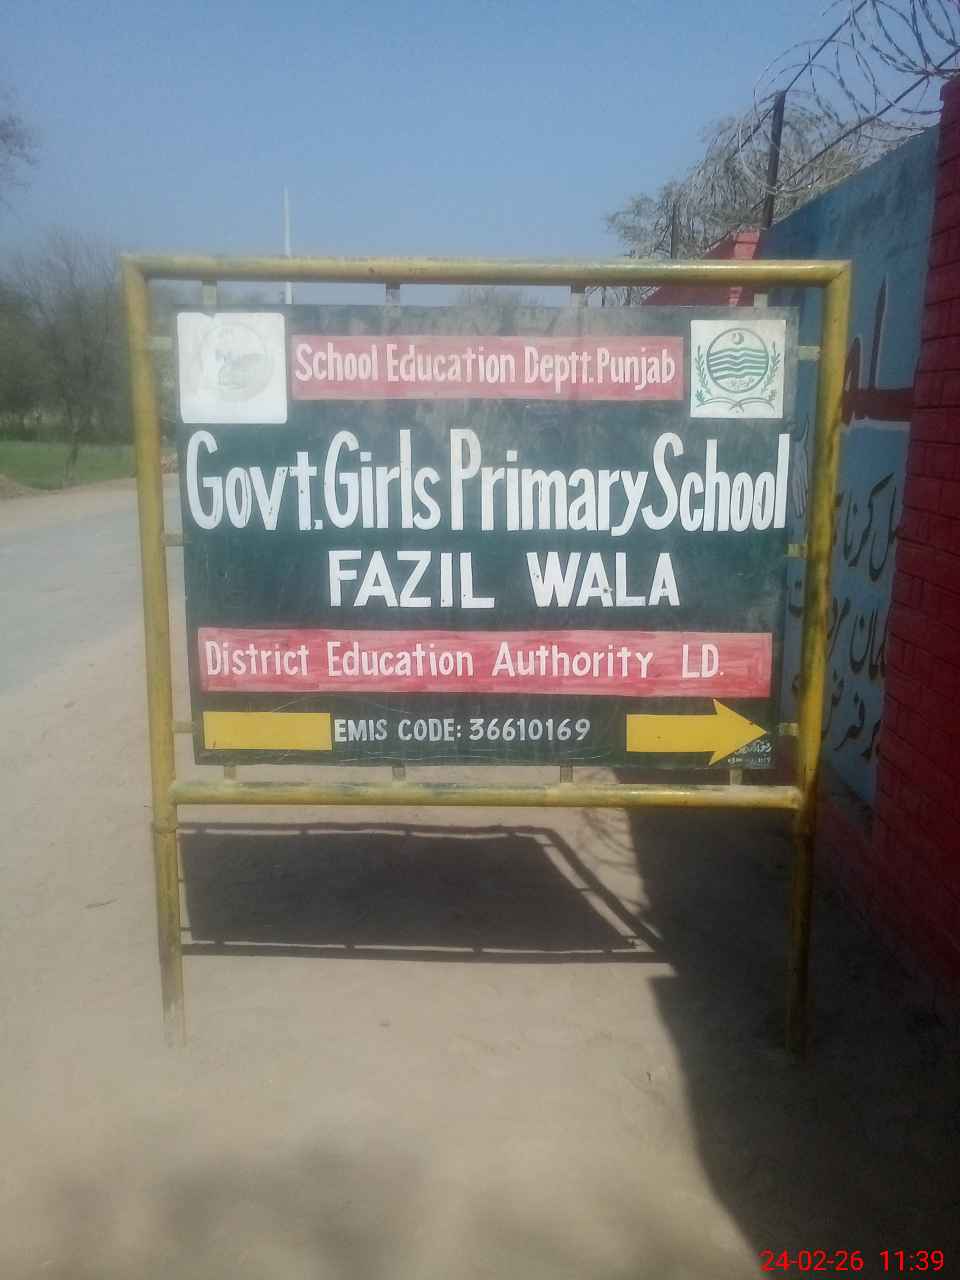 School Education Deptt. Punjab
Govt. Girls Primary School
FAZIL WALA
District Education Authority LD.
EMIS CODE: 36610169
24-02-26 11:39